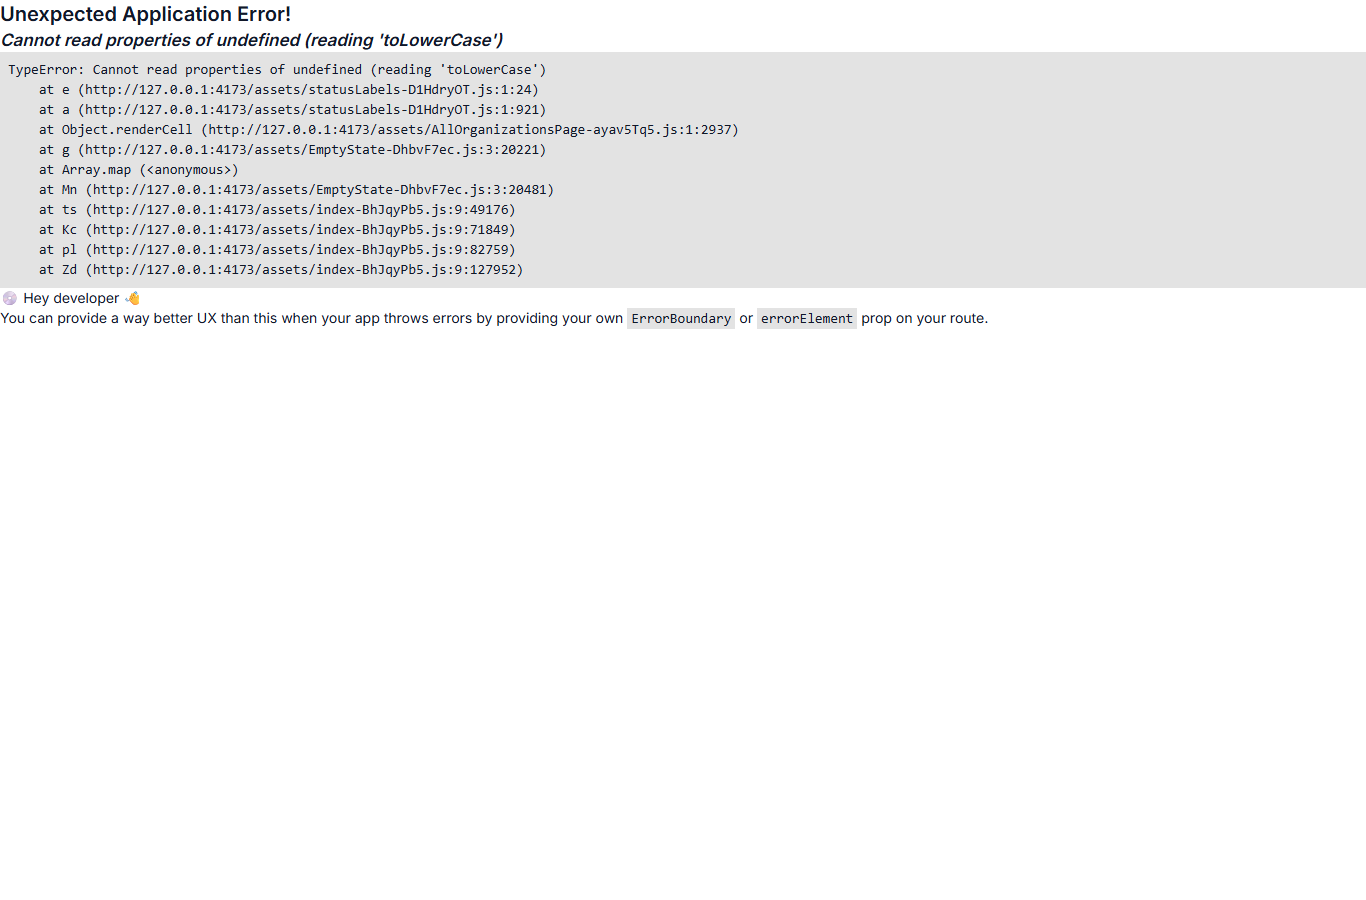 Unexpected Application Error!
Cannot read properties of undefined (reading 'toLowerCase')
TypeError: Cannot read properties of undefined (reading 'toLowerCase')
    at e (http://127.0.0.1:4173/assets/statusLabels-D1HdryOT.js:1:24)
    at a (http://127.0.0.1:4173/assets/statusLabels-D1HdryOT.js:1:921)
    at Object.renderCell (http://127.0.0.1:4173/assets/AllOrganizationsPage-ayav5Tq5.js:1:2937)
    at g (http://127.0.0.1:4173/assets/EmptyState-DhbvF7ec.js:3:20221)
    at Array.map (<anonymous>)
    at Mn (http://127.0.0.1:4173/assets/EmptyState-DhbvF7ec.js:3:20481)
    at ts (http://127.0.0.1:4173/assets/index-BhJqyPb5.js:9:49176)
    at Kc (http://127.0.0.1:4173/assets/index-BhJqyPb5.js:9:71849)
    at pl (http://127.0.0.1:4173/assets/index-BhJqyPb5.js:9:82759)
    at Zd (http://127.0.0.1:4173/assets/index-BhJqyPb5.js:9:127952)
💿 Hey developer 👋
You can provide a way better UX than this when your app throws errors by providing your own ErrorBoundary or errorElement prop on your route.